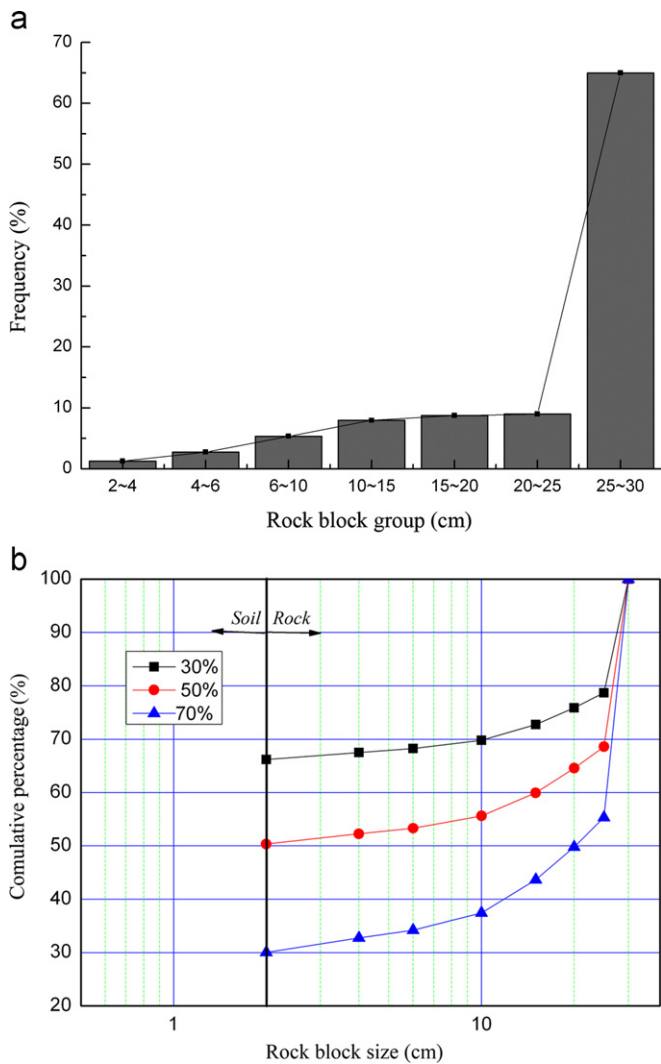 a
70
60
50
40
30
20
10
0
Frequency (%)
2~4 4~6 6~10 10~15 15~20 20~25 25~30
Rock block group (cm)
b
100
90
80
70
60
50
40
30
20
Comulative percentage (%)
Soil Rock
30%
50%
70%
1 10
Rock block size (cm)